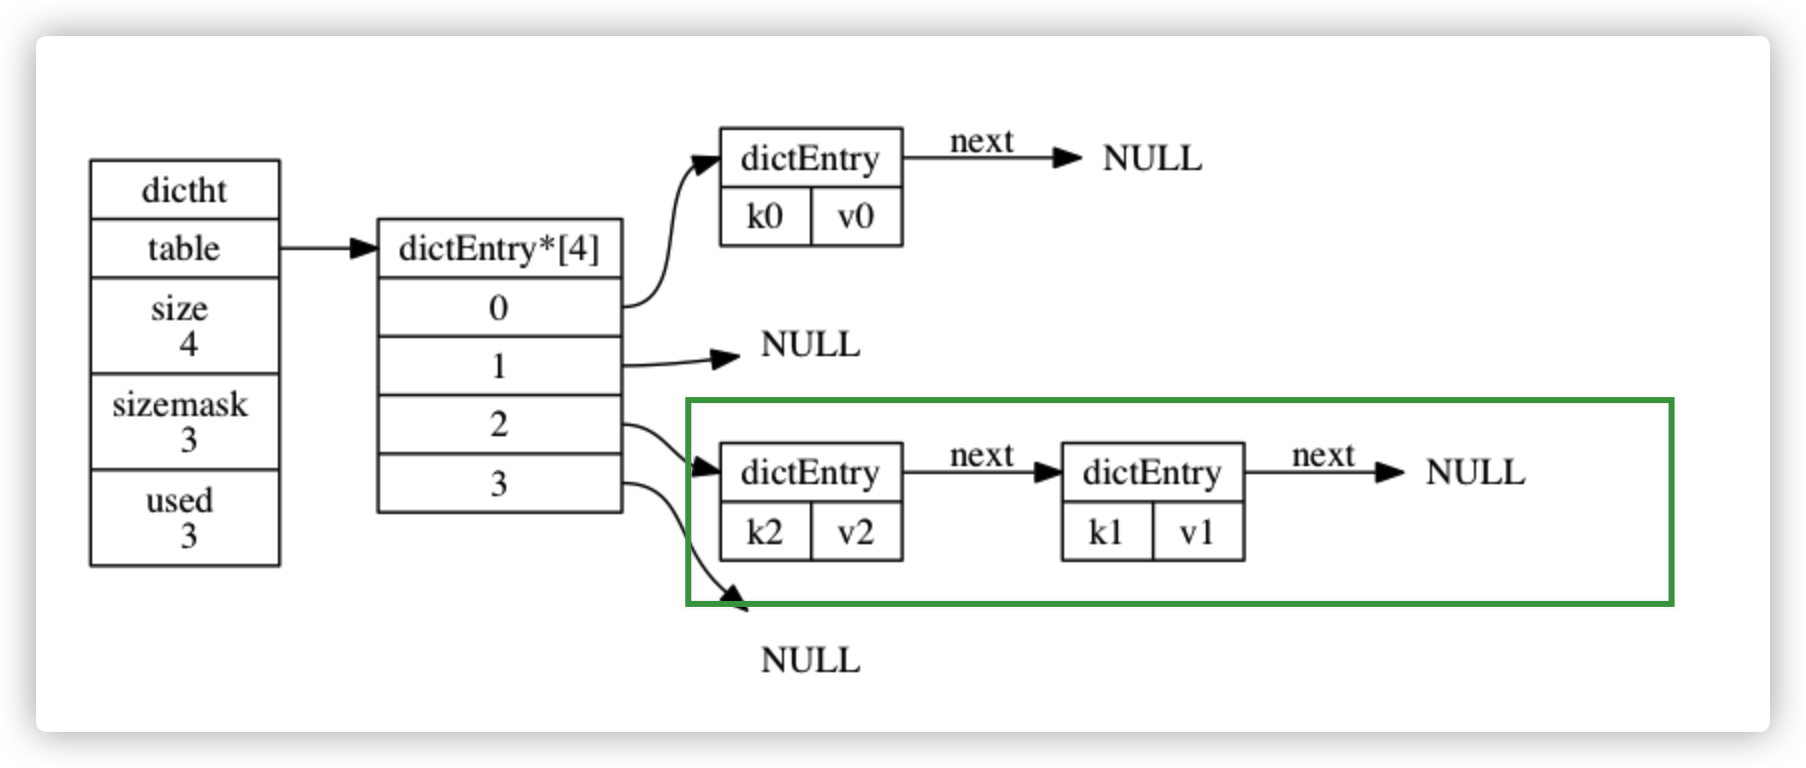 dictht
table
size
4
sizemask
3
used
3
dictEntry*[4]
0
1
2
3
dictEntry
k0 v0
next
NULL
NULL
dictEntry
k2 v2
next
dictEntry
k1 v1
next
NULL
NULL